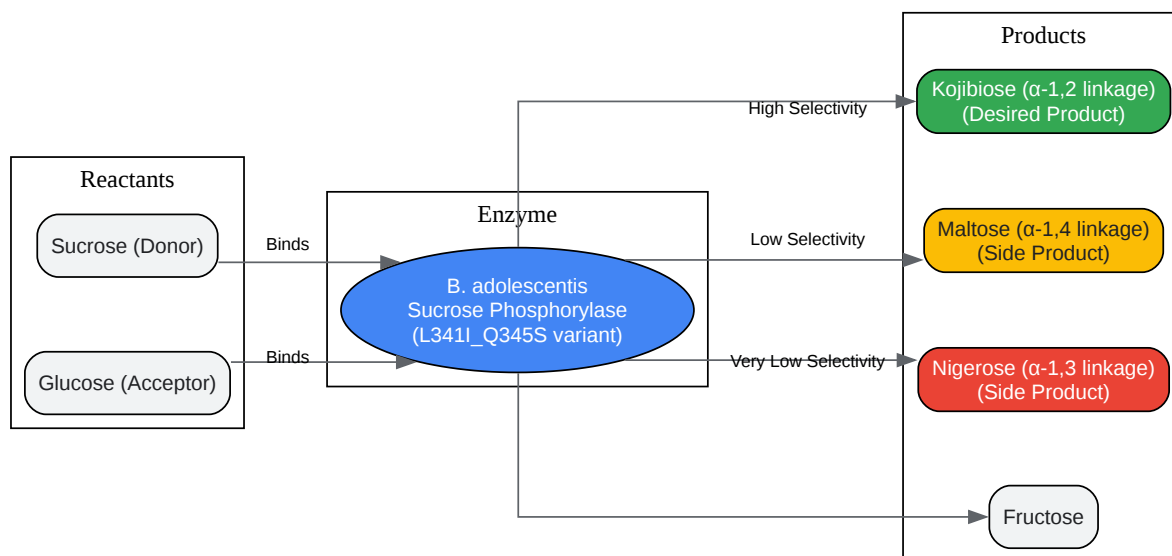 Reactants
Sucrose (Donor)
Glucose (Acceptor)
Binds
Binds
Enzyme
B. adolescentis
Sucrose Phosphorylase
(L341I_Q345S variant)
High Selectivity
Low Selectivity
Very Low Selectivity
Products
Kojibiose (α-1,2 linkage)
(Desired Product)
Maltose (α-1,4 linkage)
(Side Product)
Nigerose (α-1,3 linkage)
(Side Product)
Fructose